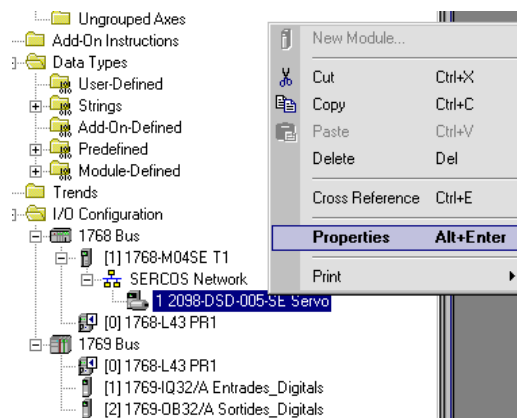 Ungrouped Axes
Add-On Instructions
Data Types
User-Defined
Strings
Add-On-Defined
Predefined
Module-Defined
Trends
I/O Configuration
1768 Bus
[1] 1768-M04SE T1
SERCOS Network
1 2098-DSD-005-SE Servo
[0] 1768-L43 PR1
1769 Bus
[0] 1768-L43 PR1
[1] 1769-IQ32/A Entrades_Digitals
[2] 1769-OB32/A Sortides_Digitals
New Module...
Cut Ctrl+X
Copy Ctrl+C
Paste Ctrl+V
Delete Del
Cross Reference Ctrl+E
Properties Alt+Enter
Print